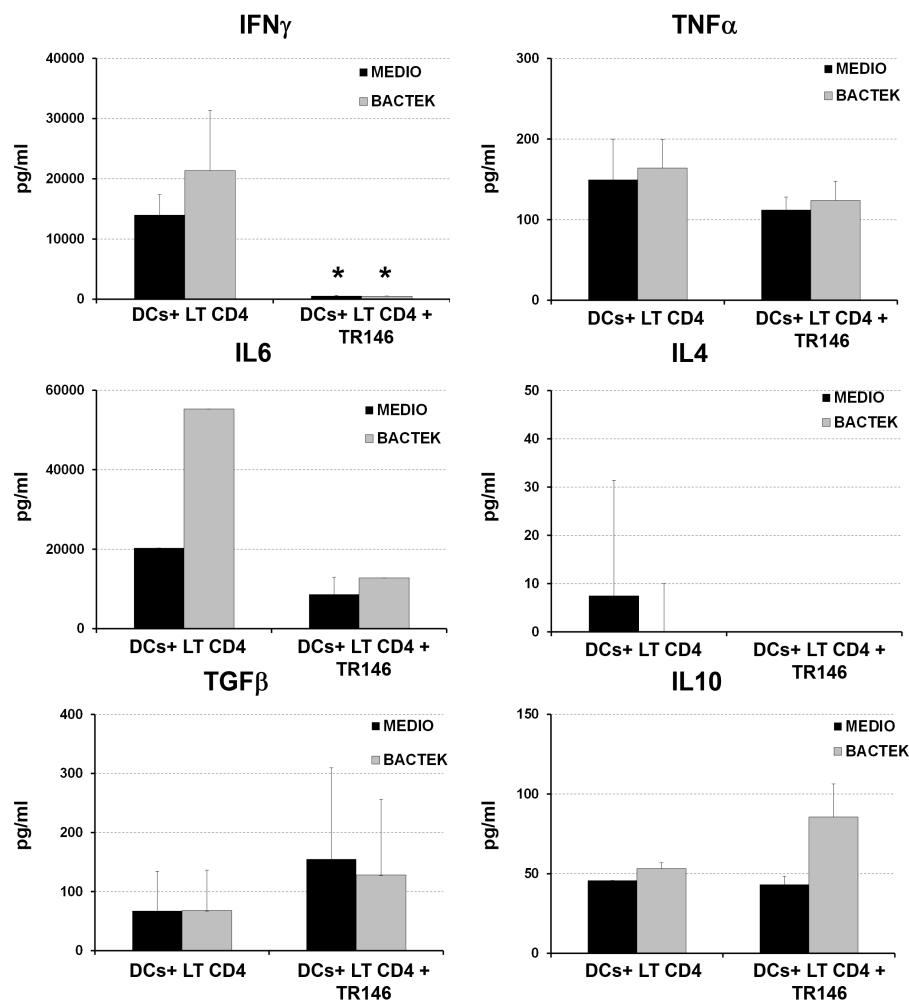 IFNγ
40000
30000
20000
10000
0
pg/ml
MEDIO
BACTEK
*
*
DCs+ LT CD4
DCs+ LT CD4 +
TR146
TNFα
300
200
100
0
pg/ml
MEDIO
BACTEK
DCs+ LT CD4
DCs+ LT CD4 +
TR146
IL6
60000
40000
20000
0
pg/ml
MEDIO
BACTEK
DCs+ LT CD4
DCs+ LT CD4 +
TR146
IL4
50
40
30
20
10
0
pg/ml
MEDIO
BACTEK
DCs+ LT CD4
DCs+ LT CD4 +
TR146
TGFβ
400
300
200
100
0
pg/ml
MEDIO
BACTEK
DCs+ LT CD4
DCs+ LT CD4 +
TR146
IL10
150
100
50
0
pg/ml
MEDIO
BACTEK
DCs+ LT CD4
DCs+ LT CD4 +
TR146